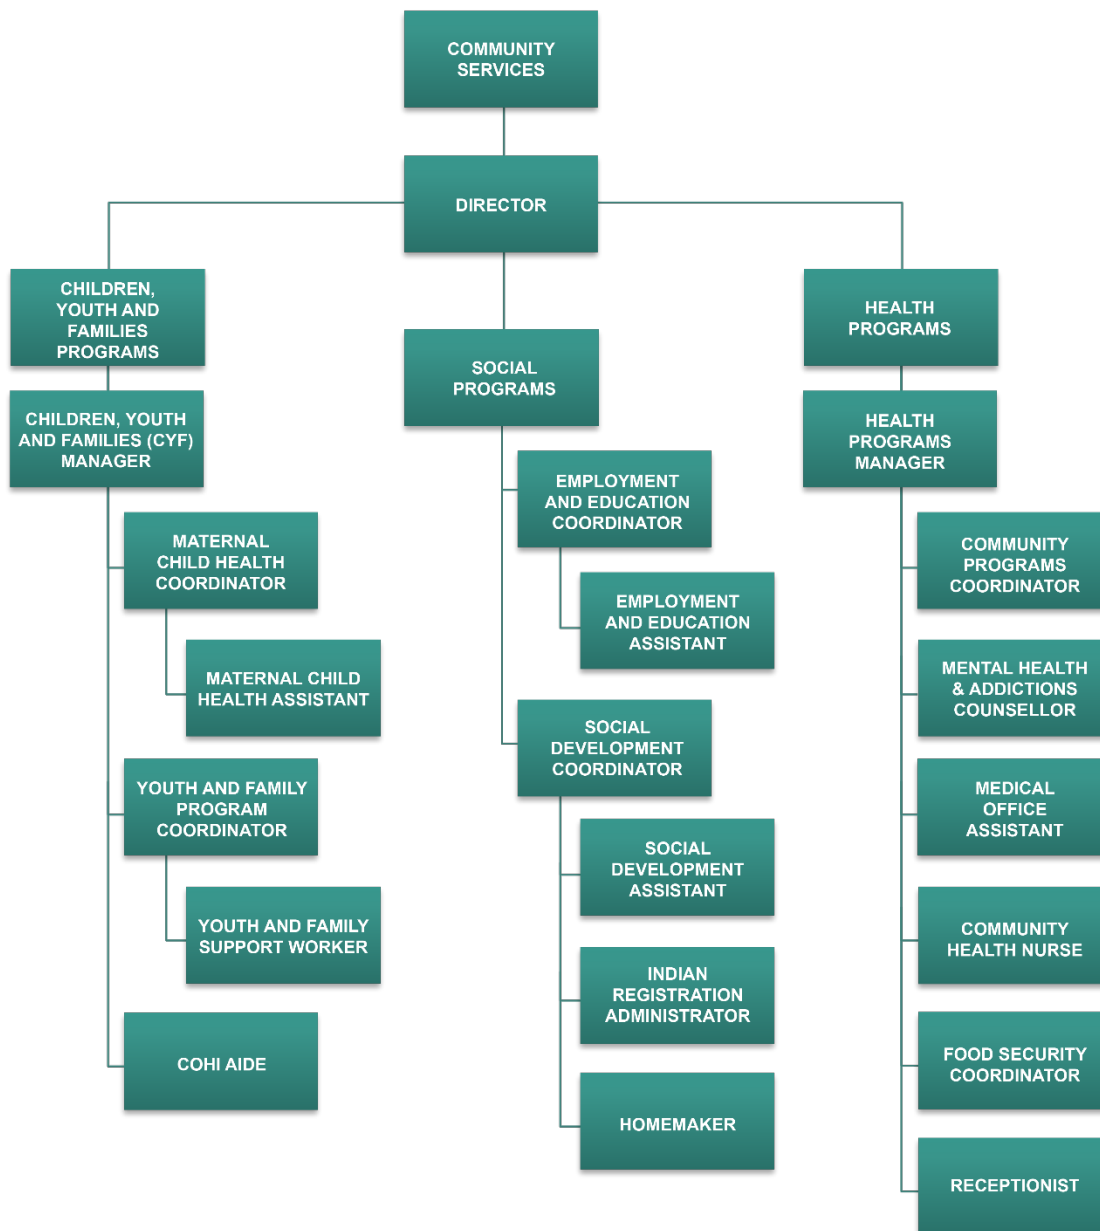 COMMUNITY
SERVICES
DIRECTOR
CHILDREN,
YOUTH AND
FAMILIES
PROGRAMS
CHILDREN, YOUTH
AND FAMILIES (CYF)
MANAGER
MATERNAL
CHILD HEALTH
COORDINATOR
MATERNAL CHILD
HEALTH ASSISTANT
YOUTH AND FAMILY
PROGRAM
COORDINATOR
YOUTH AND FAMILY
SUPPORT WORKER
COHI AIDE
SOCIAL
PROGRAMS
EMPLOYMENT
AND EDUCATION
COORDINATOR
EMPLOYMENT
AND EDUCATION
ASSISTANT
SOCIAL
DEVELOPMENT
COORDINATOR
SOCIAL
DEVELOPMENT
ASSISTANT
INDIAN
REGISTRATION
ADMINISTRATOR
HOMEMAKER
HEALTH
PROGRAMS
HEALTH
PROGRAMS
MANAGER
COMMUNITY
PROGRAMS
COORDINATOR
MENTAL HEALTH
& ADDICTIONS
COUNSELLOR
MEDICAL
OFFICE
ASSISTANT
COMMUNITY
HEALTH NURSE
FOOD SECURITY
COORDINATOR
RECEPTIONIST